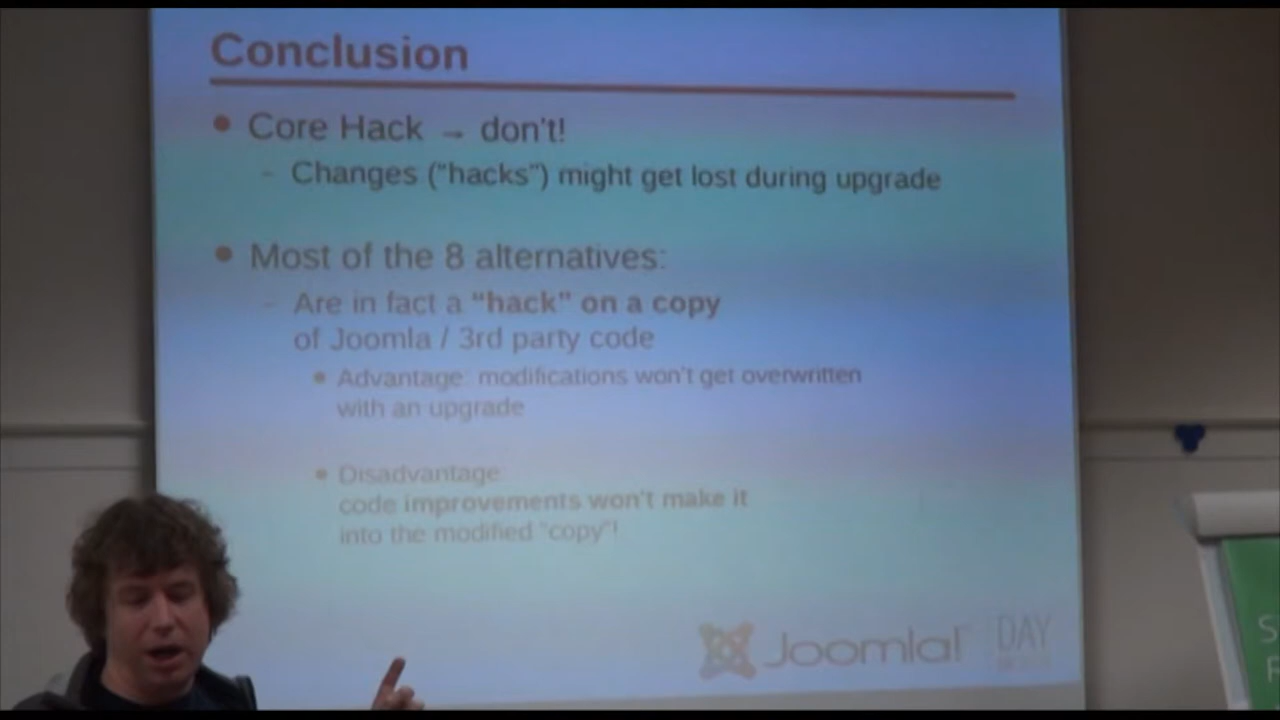 Conclusion
• Core Hack → don't!
– Changes ("hacks") might get lost during upgrade
• Most of the 8 alternatives:
– Are in fact a "hack" on a copy
of Joomla / 3rd party code
• Advantage: modifications won't get overwritten
with an upgrade
• Disadvantage:
code improvements won't make it
into the modified "copy"!
Joomla! DAY